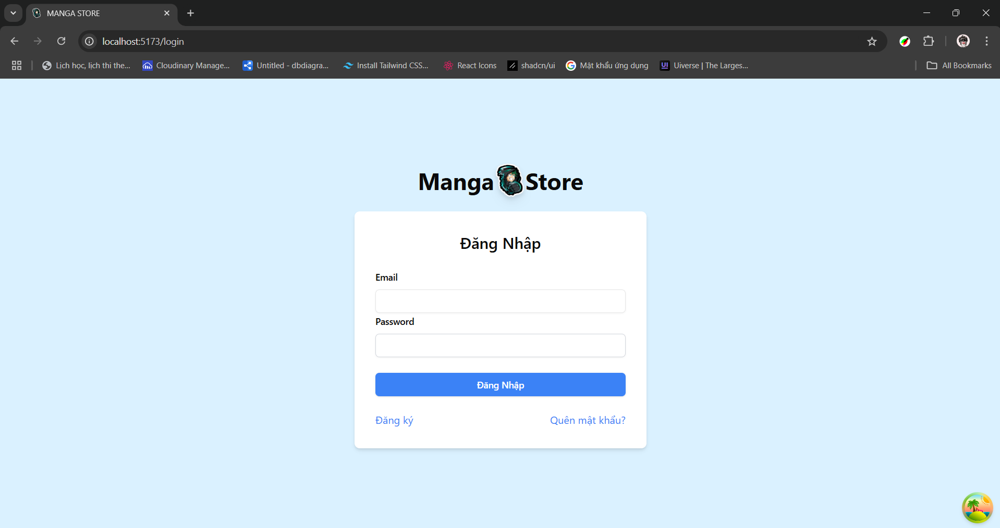 MANGA STORE
localhost:5173/login
Lịch học, lịch thi the...
Cloudinary Manage...
Untitled - dbdiagra...
Install Tailwind CSS...
React Icons
shadcn/ui
Mật khẩu ứng dụng
UI
Uiverse | The Larges...
All Bookmarks
Manga Store
Đăng Nhập
Email
Password
Đăng Nhập
Đăng ký Quên mật khẩu?